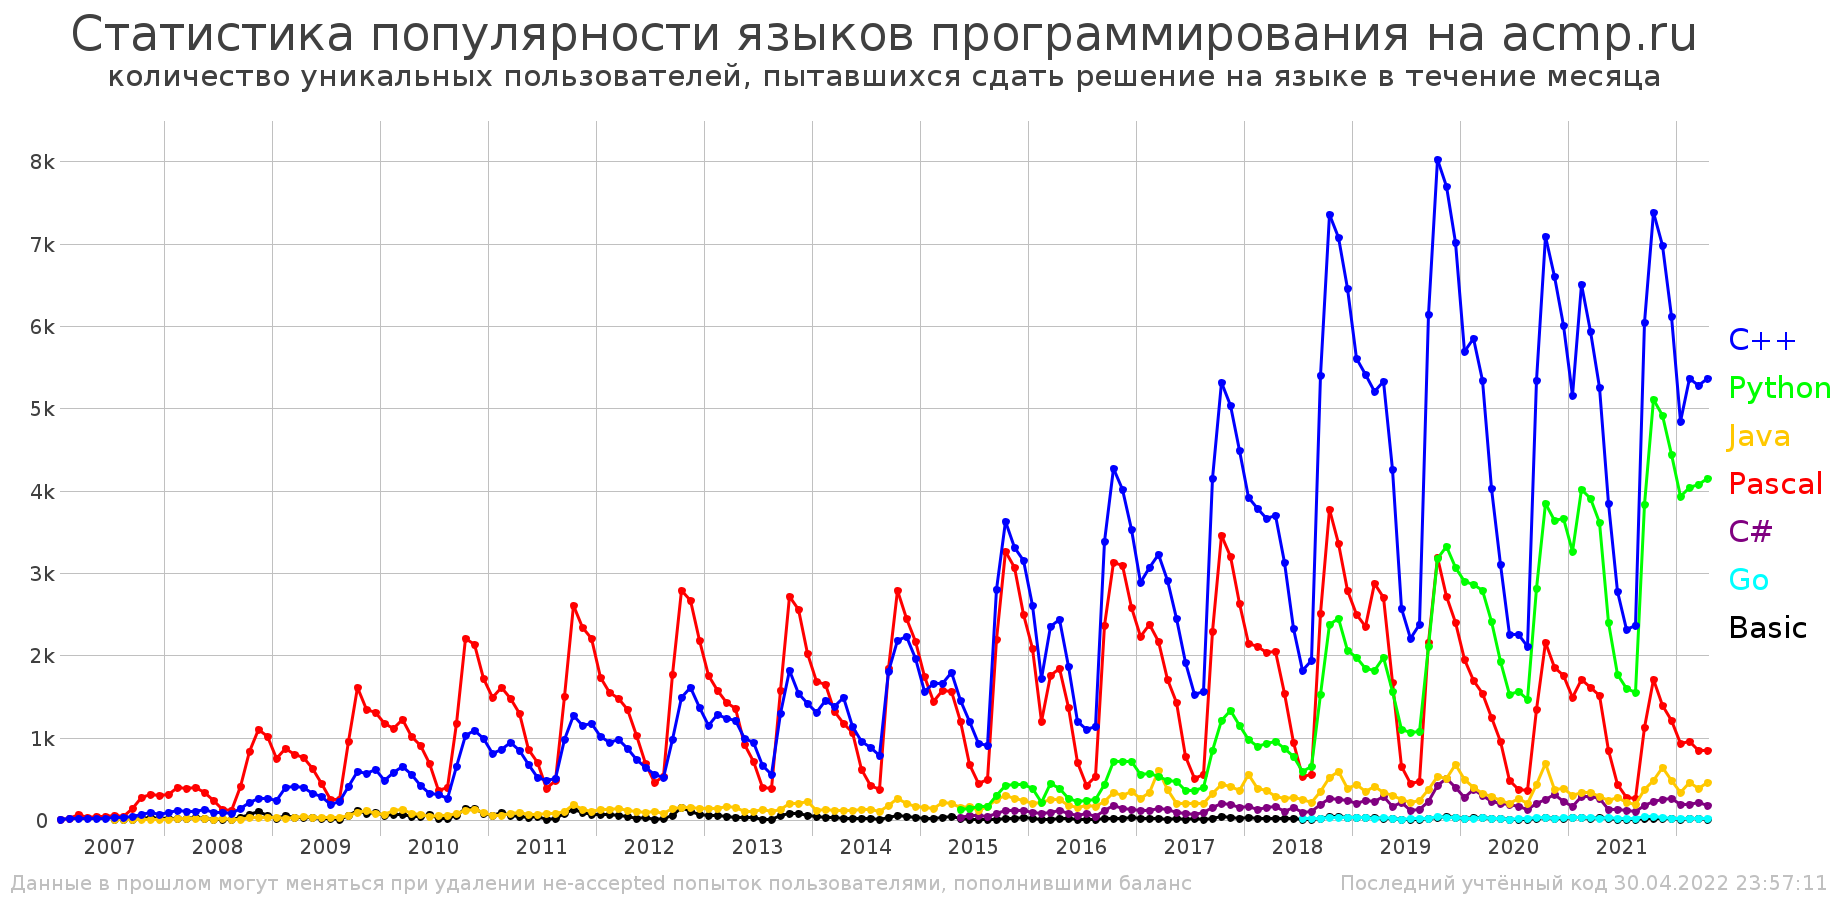 Статистика популярности языков программирования на acmp.ru
количество уникальных пользователей, пытавшихся сдать решение на языке в течение месяца
8k
7k
6k
5k
4k
3k
2k
1k
0
2007 2008 2009 2010 2011 2012 2013 2014 2015 2016 2017 2018 2019 2020 2021
C++
Python
Java
Pascal
C#
Go
Basic
Данные в прошлом могут меняться при удалении не-accepted попыток пользователями, пополнившими баланс
Последний учтённый код 30.04.2022 23:57:11